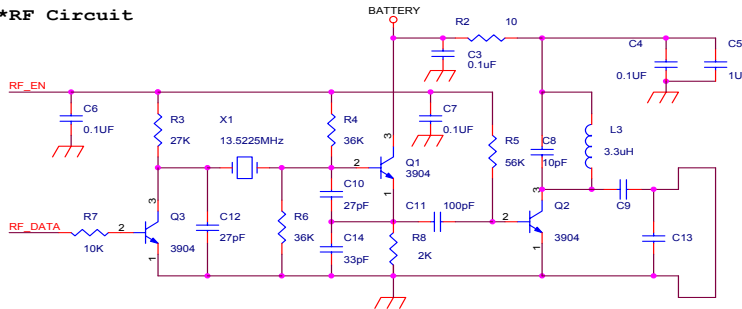 *RF Circuit
BATTERY
R2 10
C3
0.1uF
C4
0.1UF
C5
1U
RF_EN
C6
0.1UF
R3
27K
X1
13.5225MHz
R4
36K
C7
0.1UF
R5
56K
C8
10pF
L3
3.3uH
3
2
1
Q1
3904
C10
27pF
C11 100pF
C9
3
2
1
Q2
3904
C13
RF_DATA
R7
10K
3
2
1
Q3
3904
C12
27pF
R6
36K
C14
33pF
R8
2K